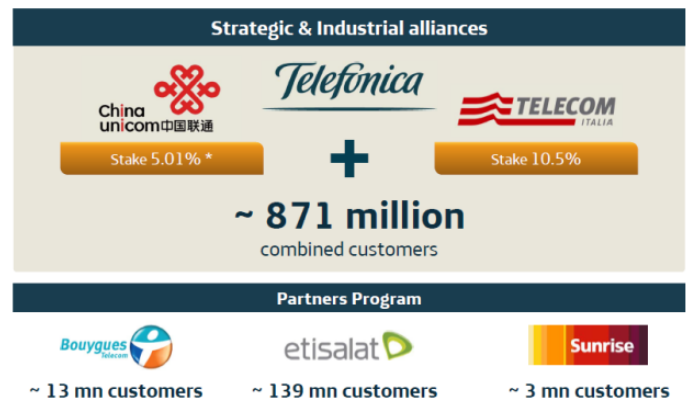 Strategic & Industrial alliances
Telefónica
China
unicom中国联通
TELECOM
ITALIA
Stake 5.01% *
+
Stake 10.5%
~ 871 million
combined customers
Partners Program
Bouygues
Telecom
etisalat
Sunrise
~ 13 mn customers
~ 139 mn customers
~ 3 mn customers